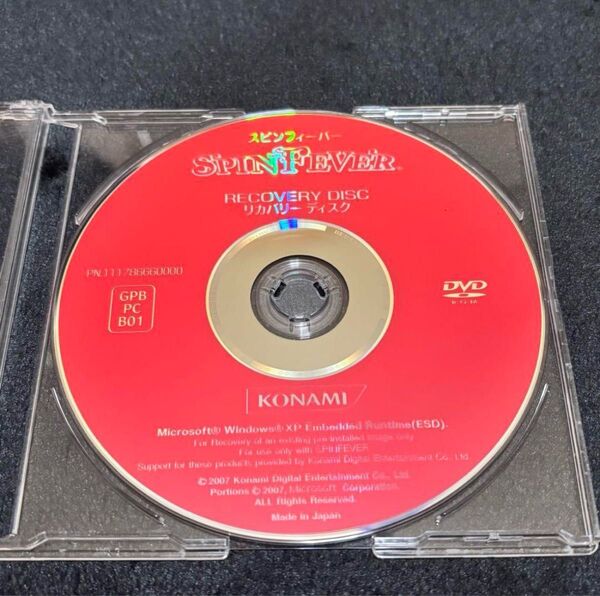 スピンフィーバー
SPINFEVER
RECOVERY DISC
リカバリー ディスク
PN.111786660000
GPB
PC
B01
DVD
KONAMI
Microsoft® Windows® XP Embedded Runtime(ESD).
For Recovery of an existing pre-installed image only
For use only with SPINFEVER
Support for these products provided by Konami Digital Entertainment Co., Ltd.
© 2007 Konami Digital Entertainment Co., Ltd.
Portions © 2007, Microsoft Corporation.
ALL Rights Reserved.
Made in Japan